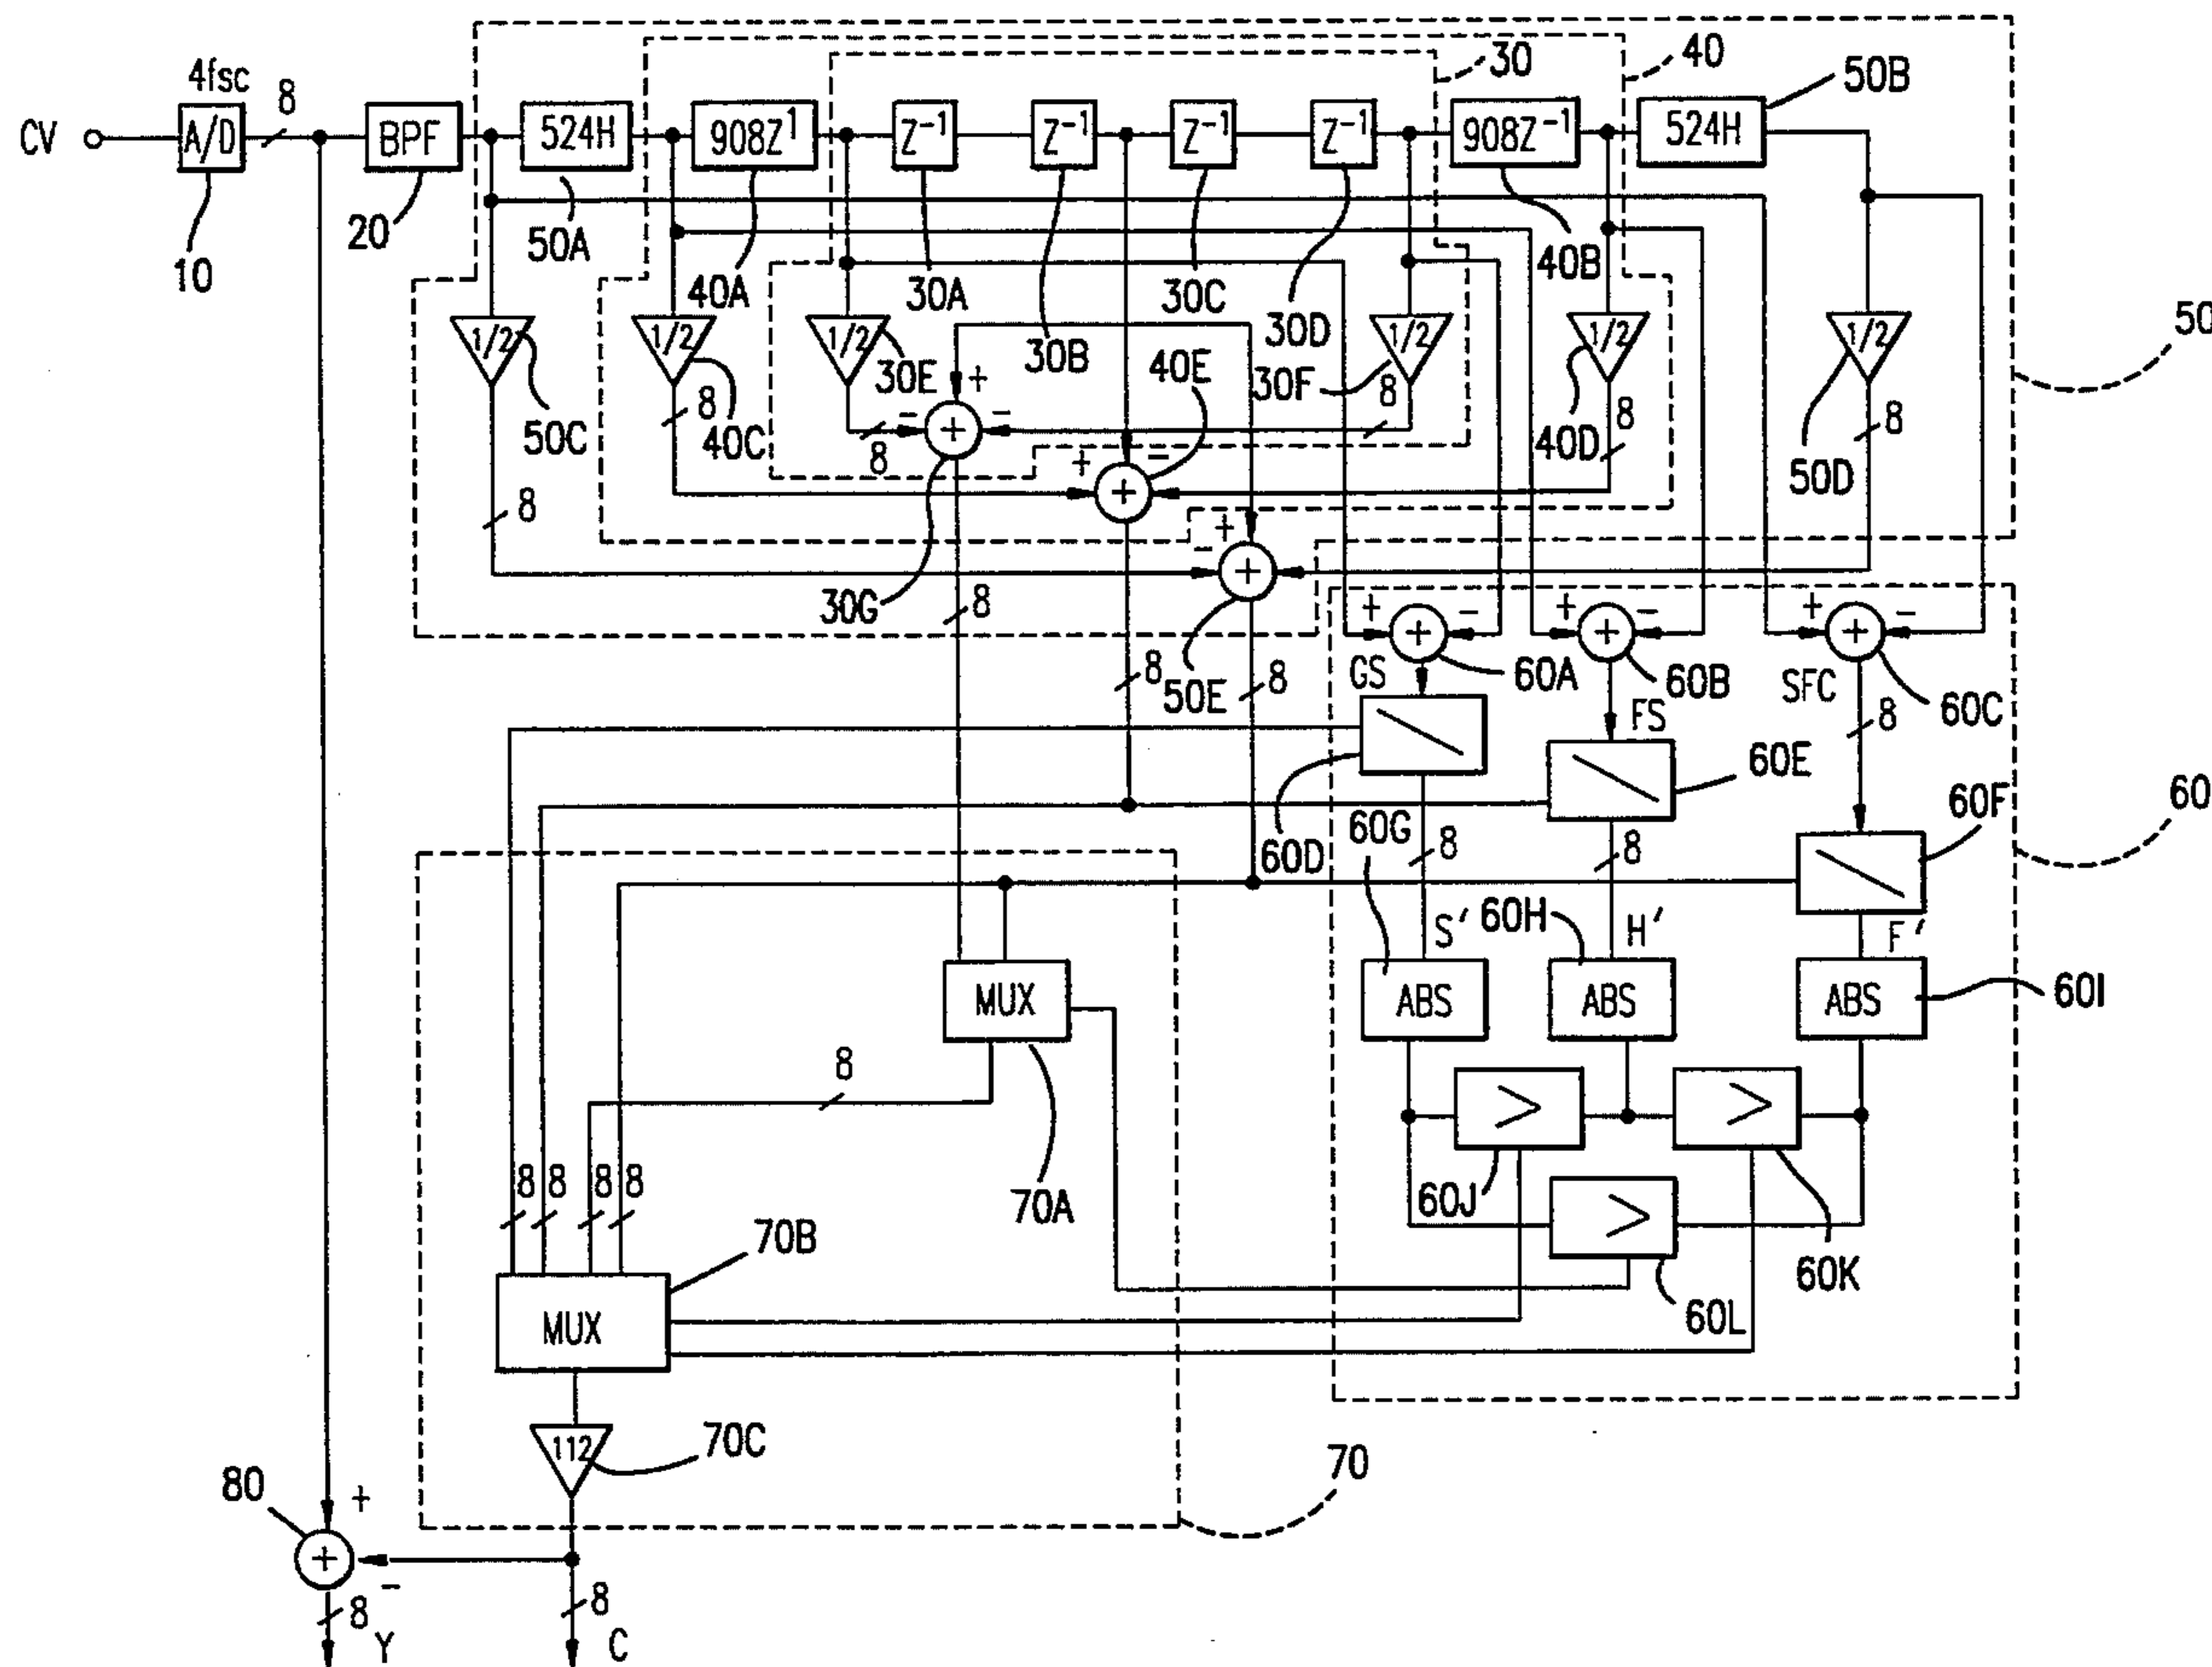 30
40
50B
4fsc
8
CV
A/D
BPF
524H
908Z¹
Z⁻¹
Z⁻¹
Z⁻¹
Z⁻¹
908Z⁻¹
524H
10
20
50A
40A
30A
30B
30C
30D
40B
50
1/2
1/2
1/2
1/2
1/2
1/2
50C
40C
30E
40E
30F
40D
50D
8
8
8
8
8
+
-
-
+
8
+
-
+
8
+
-
+
30G
8
50E
8
8
+
+
-
+
+
-
+
+
-
GS
60A
60B
SFC
60C
FS
8
60E
60D
60F
60
60G
8
8
60H
S′
H′
F′
MUX
ABS
ABS
ABS
60I
8
>
>
70A
60J
>
60K
60L
8
8
8
8
70B
MUX
112
70C
70
80
+
+
-
8
8
Y
C